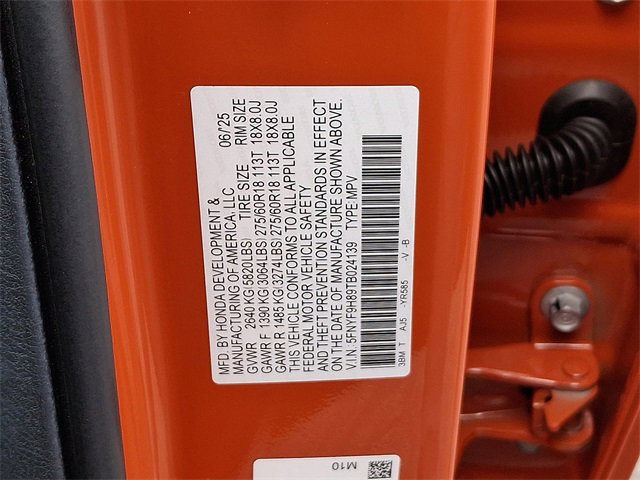 MFD. BY HONDA DEVELOPMENT &
MANUFACTURING OF AMERICA, LLC 06/'25
GVWR 2640 KG(5820LBS) TIRE SIZE RIM SIZE
GAWR F 1390 KG(3064LBS) 275/60R18 113T 18X8.0J
GAWR R 1485 KG(3274LBS) 275/60R18 113T 18X8.0J
THIS VEHICLE CONFORMS TO ALL APPLICABLE
FEDERAL MOTOR VEHICLE SAFETY
AND THEFT PREVENTION STANDARDS IN EFFECT
ON THE DATE OF MANUFACTURE SHOWN ABOVE.
V.I.N: 5FNYF9H89TB024139 TYPE: MPV
3BM T AJ5 -YR585 -V -B
M10